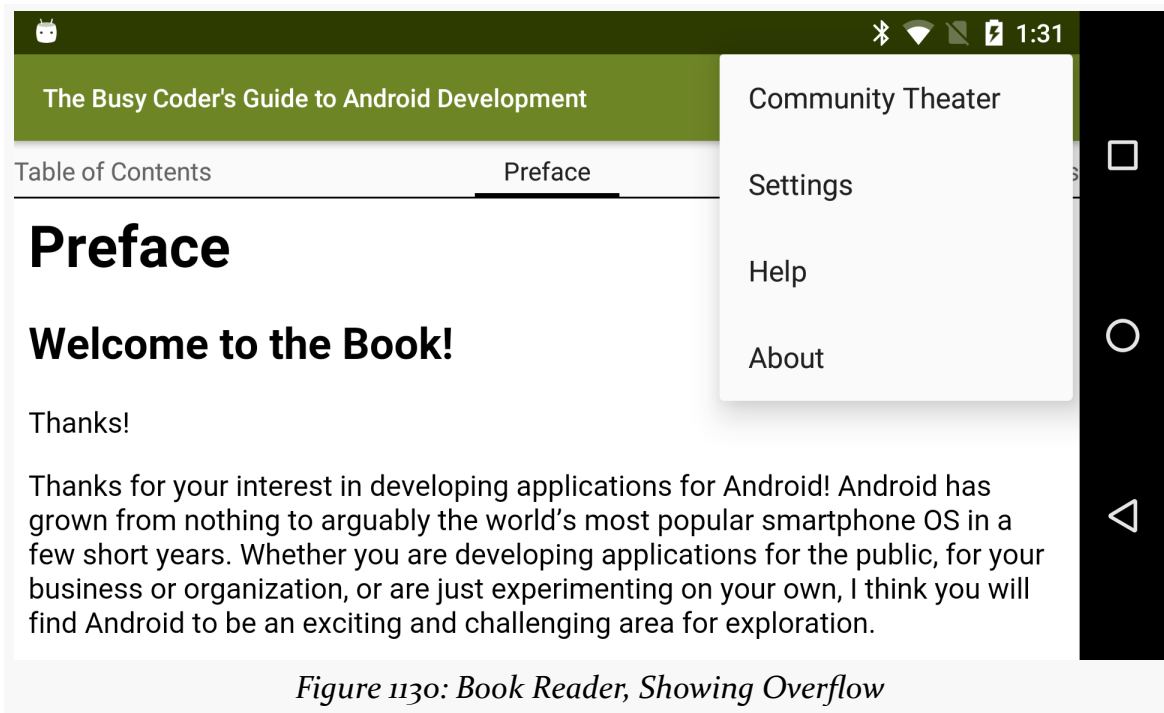 1:31
The Busy Coder's Guide to Android Development
Community Theater
Settings
Help
About
Table of Contents
Preface
s
Preface
Welcome to the Book!
Thanks!
Thanks for your interest in developing applications for Android! Android has
grown from nothing to arguably the world’s most popular smartphone OS in a
few short years. Whether you are developing applications for the public, for your
business or organization, or are just experimenting on your own, I think you will
find Android to be an exciting and challenging area for exploration.
Figure 1130: Book Reader, Showing Overflow